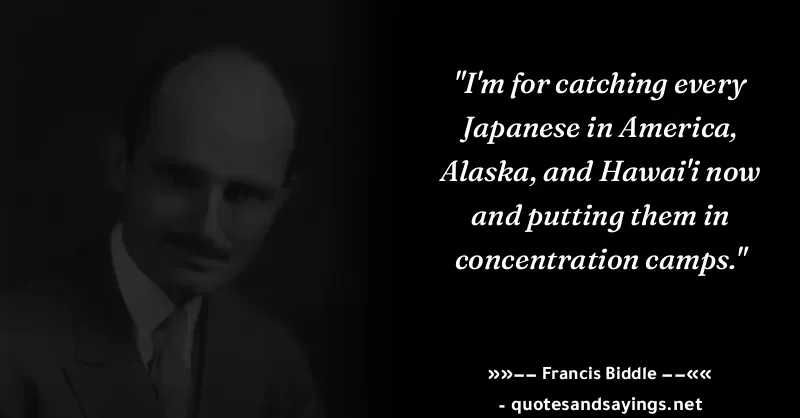 "I'm for catching every
Japanese in America,
Alaska, and Hawai'i now
and putting them in
concentration camps."
»»−− Francis Biddle −−««
- quotesandsayings.net